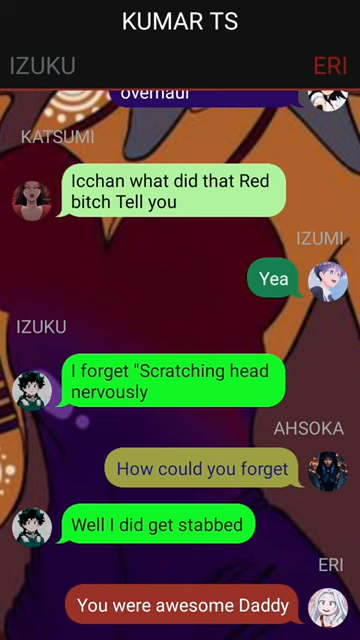 KUMAR TS
IZUKU
ERI
overhaul
KATSUMI
Icchan what did that Red
bitch Tell you
IZUMI
Yea
IZUKU
I forget "Scratching head
nervously
AHSOKA
How could you forget
Well I did get stabbed
ERI
You were awesome Daddy